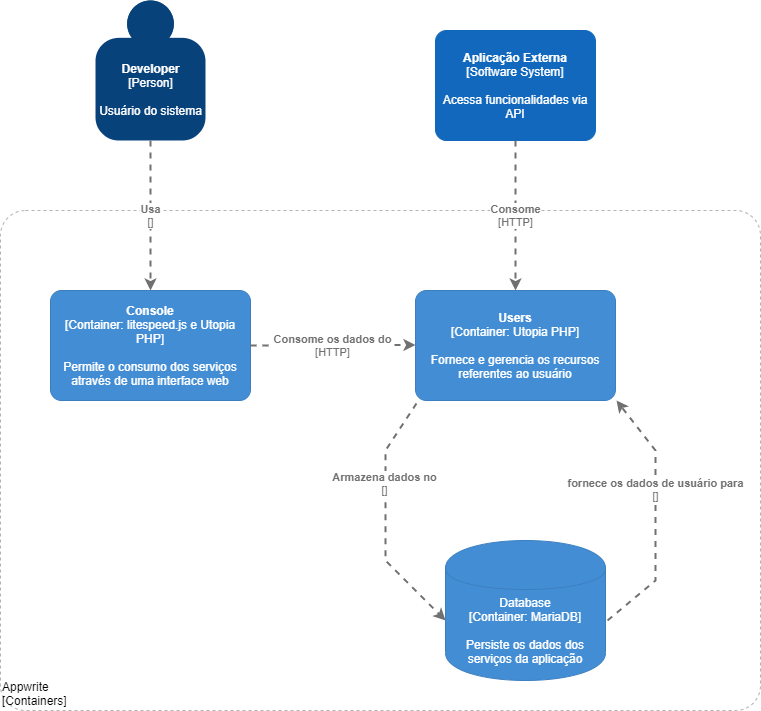 Developer
[Person]
Usuário do sistema
Aplicação Externa
[Software System]
Acessa funcionalidades via
API
Usa
[]
Consome
[HTTP]
Console
[Container: litespeed.js e Utopia
PHP]
Permite o consumo dos serviços
através de uma interface web
Consome os dados do
[HTTP]
Users
[Container: Utopia PHP]
Fornece e gerencia os recursos
referentes ao usuário
Armazena dados no
[]
fornece os dados de usuário para
[]
Database
[Container: MariaDB]
Persiste os dados dos
serviços da aplicação
Appwrite
[Containers]